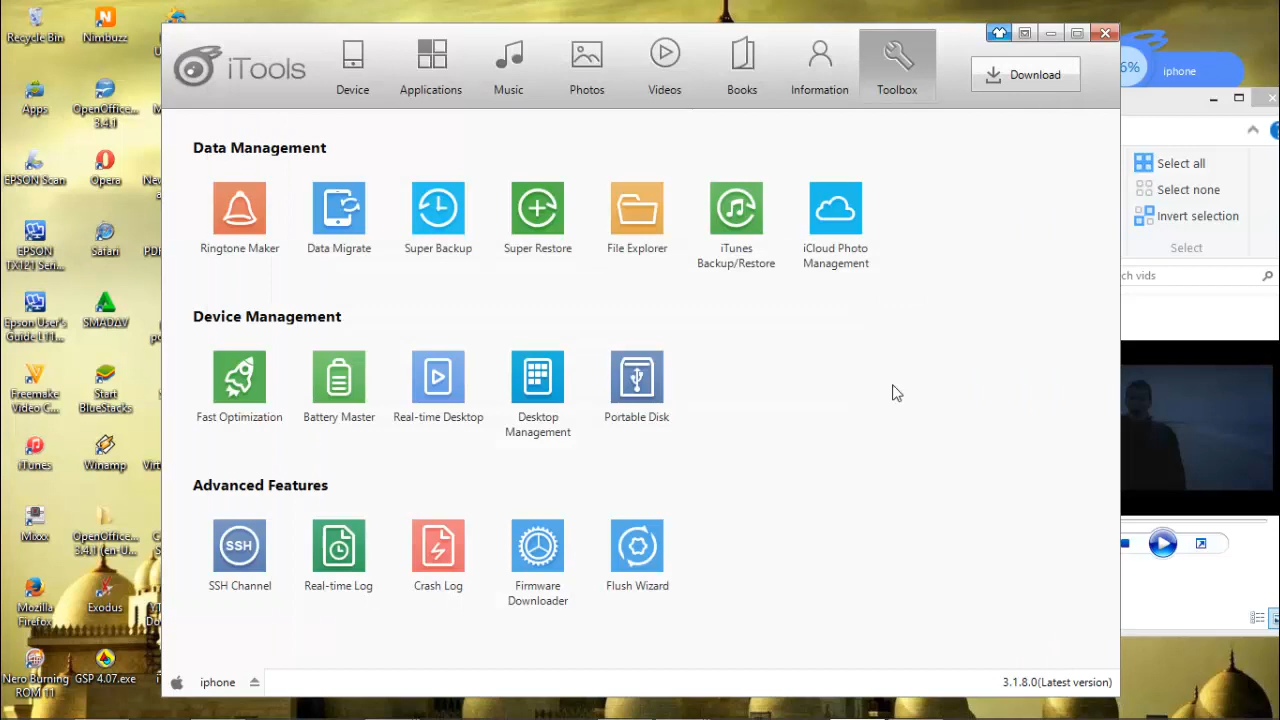 Recycle Bin
Nimbuzz
Apps
OpenOffice...
3.4.1
EPSON Scan
Opera
EPSON
TX121 Seri...
Safari
Epson User's
Guide L11...
SMADAV
Freemake
Video C...
Start
BlueStacks
iTunes
Winamp
Mixxx
OpenOffice...
3.4.1 (en-U...
Mozilla
Firefox
Exodus
Nero Burning
ROM 11
GSP 4.07.exe
iTools
Device
Applications
Music
Photos
Videos
Books
Information
Toolbox
Download
Data Management
Ringtone Maker
Data Migrate
Super Backup
Super Restore
File Explorer
iTunes
Backup/Restore
iCloud Photo
Management
Device Management
Fast Optimization
Battery Master
Real-time Desktop
Desktop
Management
Portable Disk
Advanced Features
SSH
SSH Channel
Real-time Log
Crash Log
Firmware
Downloader
Flush Wizard
iphone
3.1.8.0(Latest version)
6%
iphone
Select all
Select none
Invert selection
Select
ch vids